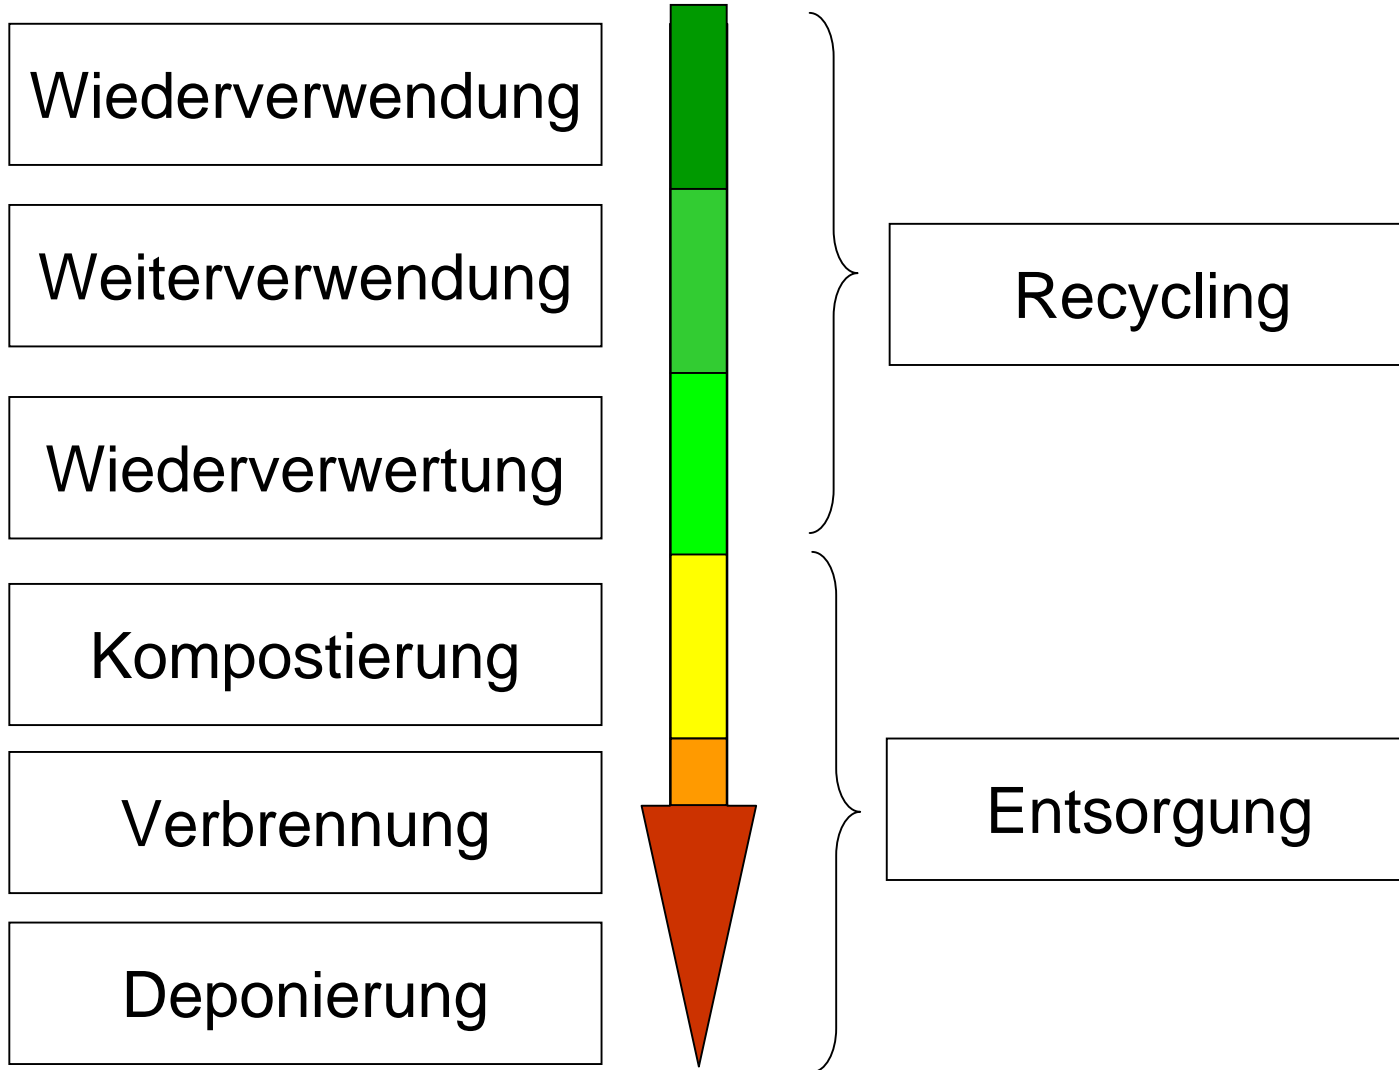 Wiederverwendung
Weiterverwendung
Recycling
Wiederverwertung
Kompostierung
Verbrennung
Entsorgung
Deponierung